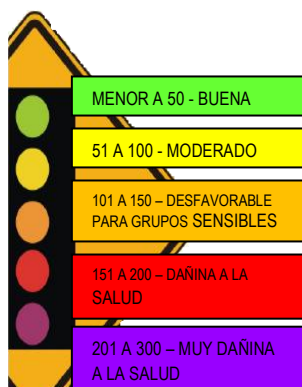 MENOR A 50 - BUENA
51 A 100 - MODERADO
101 A 150 – DESFAVORABLE
PARA GRUPOS SENSIBLES
151 A 200 – DAÑINA A LA
SALUD
201 A 300 – MUY DAÑINA
A LA SALUD